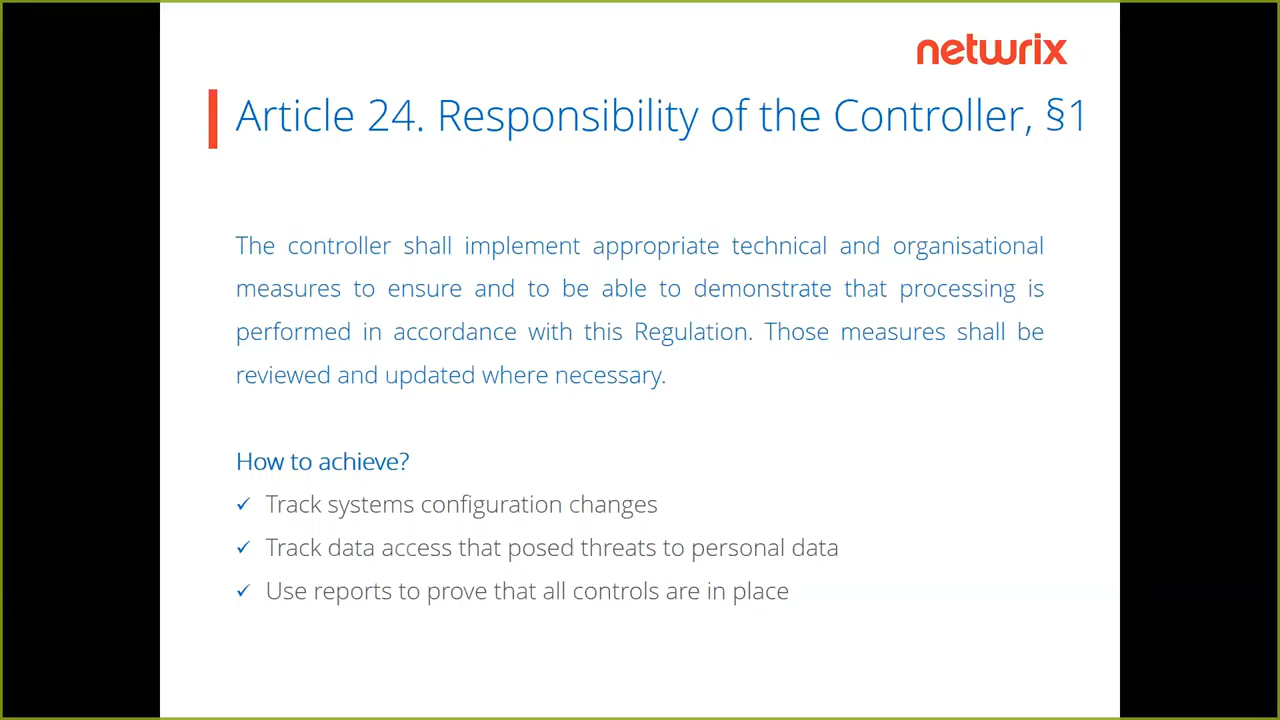 netwrix
Article 24. Responsibility of the Controller, §1
The controller shall implement appropriate technical and organisational
measures to ensure and to be able to demonstrate that processing is
performed in accordance with this Regulation. Those measures shall be
reviewed and updated where necessary.
How to achieve?
✓ Track systems configuration changes
✓ Track data access that posed threats to personal data
✓ Use reports to prove that all controls are in place